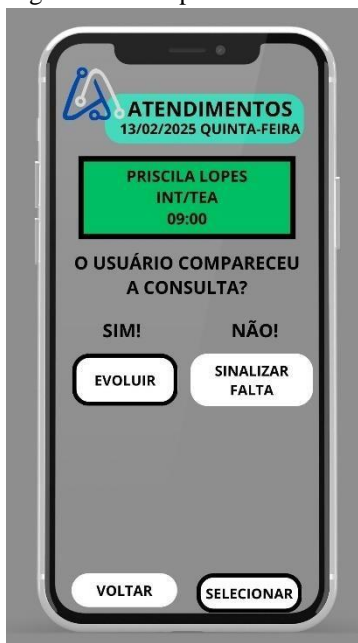 ATENDIMENTOS
13/02/2025 QUINTA-FEIRA
PRISCILA LOPES
INT/TEA
09:00
O USUÁRIO COMPARECEU
A CONSULTA?
SIM! NÃO!
EVOLUIR
SINALIZAR
FALTA
VOLTAR
SELECIONAR